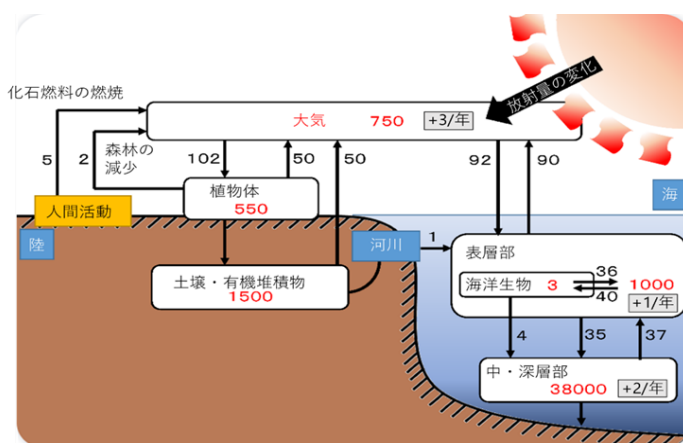 放射量の変化
化石燃料の燃焼
大気 750 +3/年
5
2
森林の
減少
102
50
50
92
90
植物体
550
人間活動
陸
海
河川
1
土壌・有機堆積物
1500
表層部
海洋生物 3
36
40
1000
+1/年
4
35
37
中・深層部
38000 +2/年